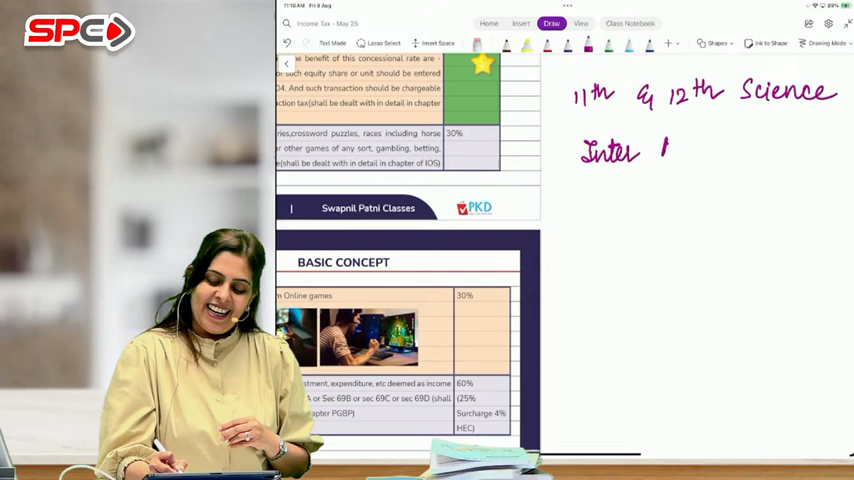 11:19 AM Fri 9 Aug
89%
SPC
Income Tax - May 25
Home Insert Draw View Class Notebook
Text Mode Lasso Select Insert Space Shapes Ink to Shape Drawing Mode
the benefit of this concessional rate are -
such equity share or unit should be entered
04. And such transaction should be chargeable
ction tax(shall be dealt with in detail in chapter
ries,crossword puzzles, races including horse 30%
or other games of any sort, gambling, betting,
e(shall be dealt with in detail in chapter of IOS)
11th & 12th Science
Inter
| Swapnil Patni Classes PKD
BASIC CONCEPT
m Online games 30%
stment, expenditure, etc deemed as income 60%
A or Sec 69B or sec 69C or sec 69D (shall (25%
apter PGBP) Surcharge 4%
HEC)